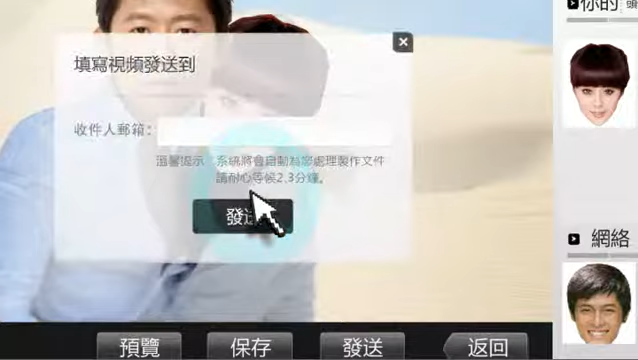 你的
填寫視頻發送到
收件人郵箱：
溫馨提示 系統將會自動為您處理製作文件
請耐心等候2,3分鐘。
發送
網絡
預覽 保存 發送 返回